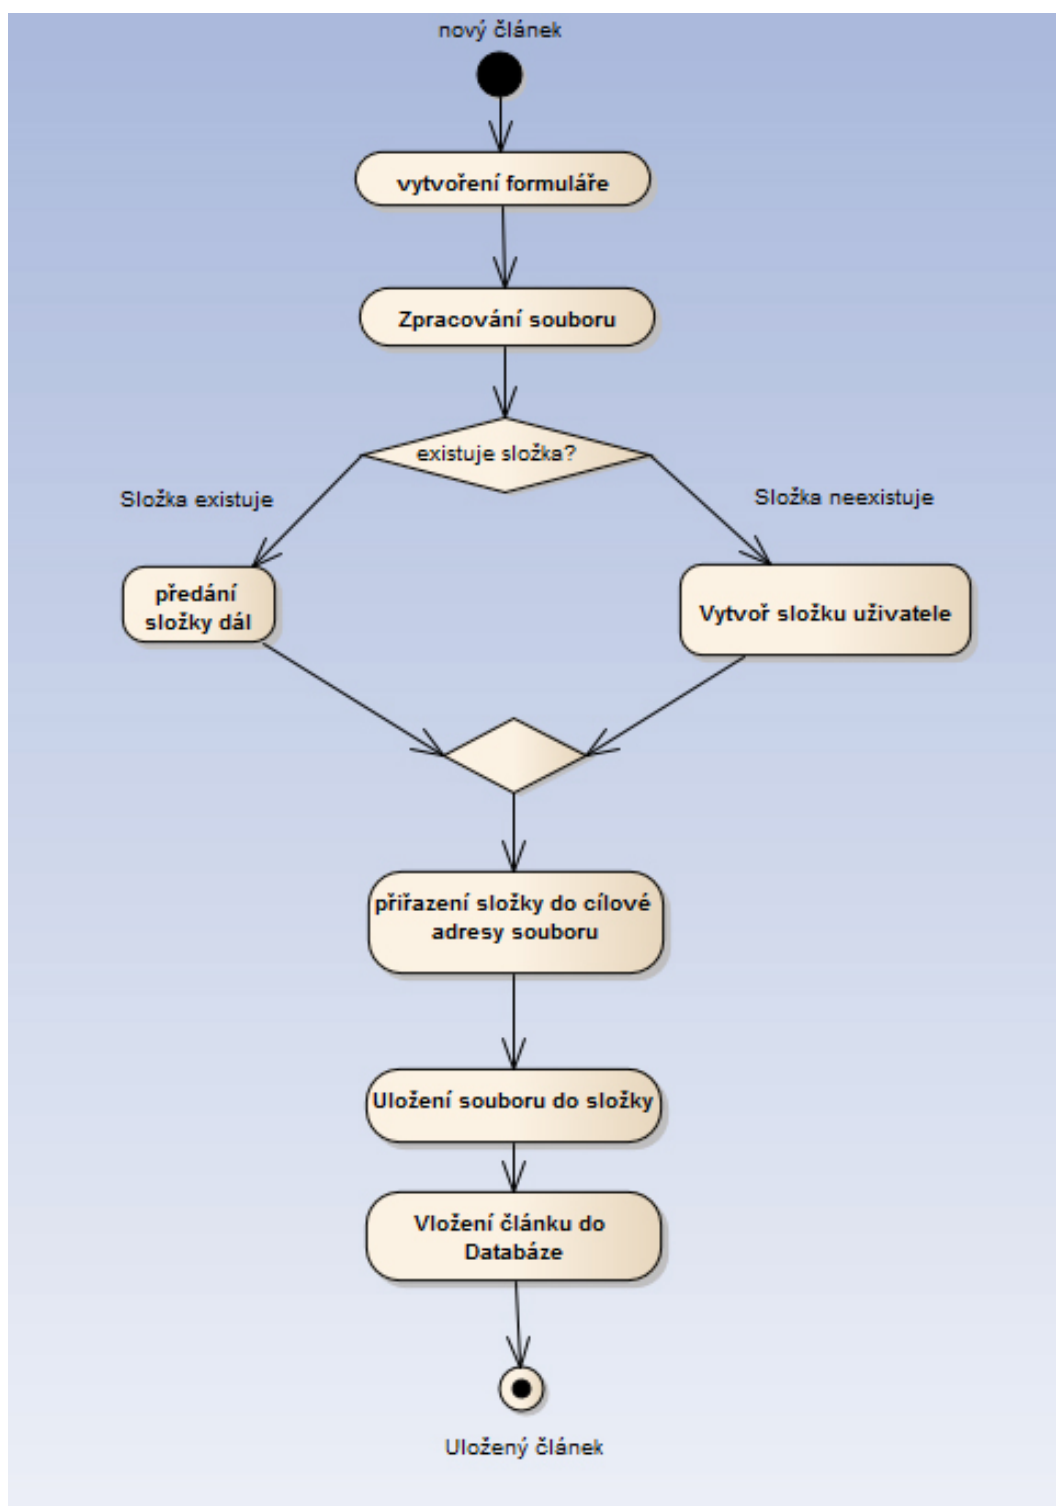 nový článek
vytvoření formuláře
Zpracování souboru
existuje složka?
Složka existuje
Složka neexistuje
předání
složky dál
Vytvoř složku uživatele
přiřazení složky do cílové
adresy souboru
Uložení souboru do složky
Vložení článku do
Databáze
Uložený článek